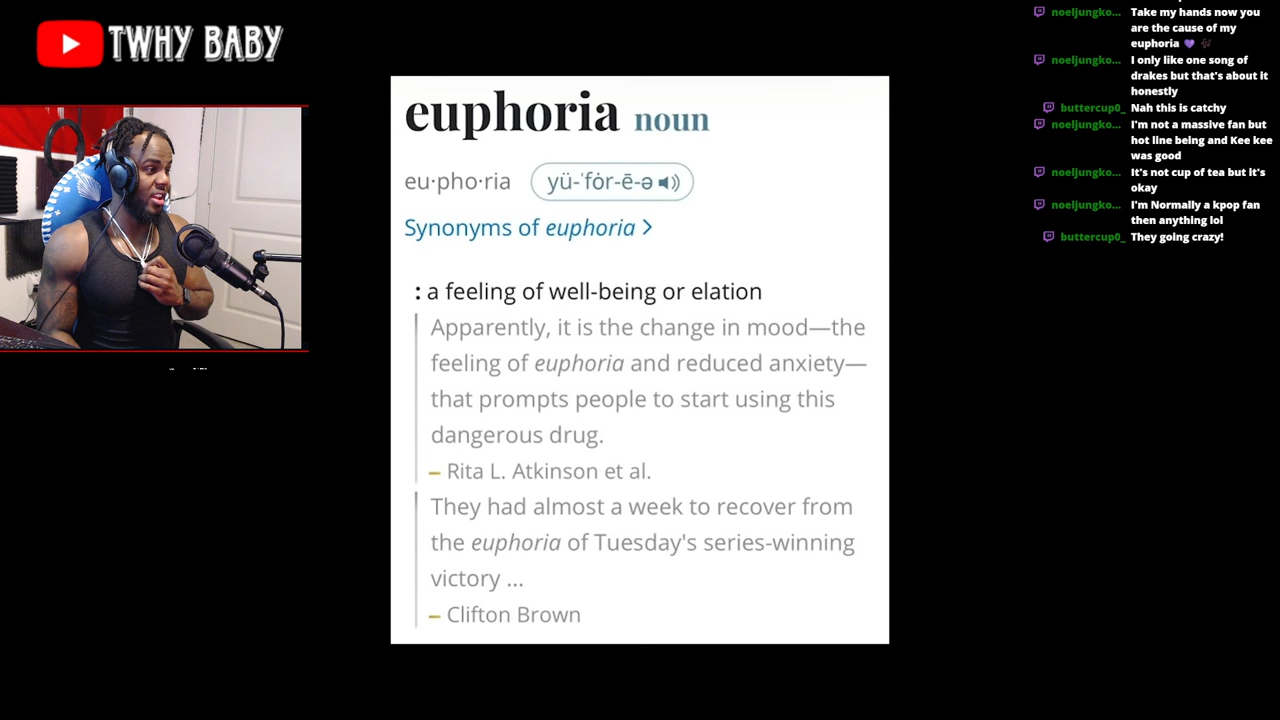 TWHY BABY
euphoria noun
eu·pho·ria yü-ˈfȯr-ē-ə
Synonyms of euphoria >
: a feeling of well-being or elation
Apparently, it is the change in mood—the
feeling of euphoria and reduced anxiety—
that prompts people to start using this
dangerous drug.
– Rita L. Atkinson et al.
They had almost a week to recover from
the euphoria of Tuesday's series-winning
victory ...
– Clifton Brown
noeljungko... Take my hands now you
are the cause of my
euphoria 💜 🎶
noeljungko... I only like one song of
drakes but that's about it
honestly
buttercup0_ Nah this is catchy
noeljungko... I'm not a massive fan but
hot line being and Kee kee
was good
noeljungko... It's not cup of tea but it's
okay
noeljungko... I'm Normally a kpop fan
then anything lol
buttercup0_ They going crazy!